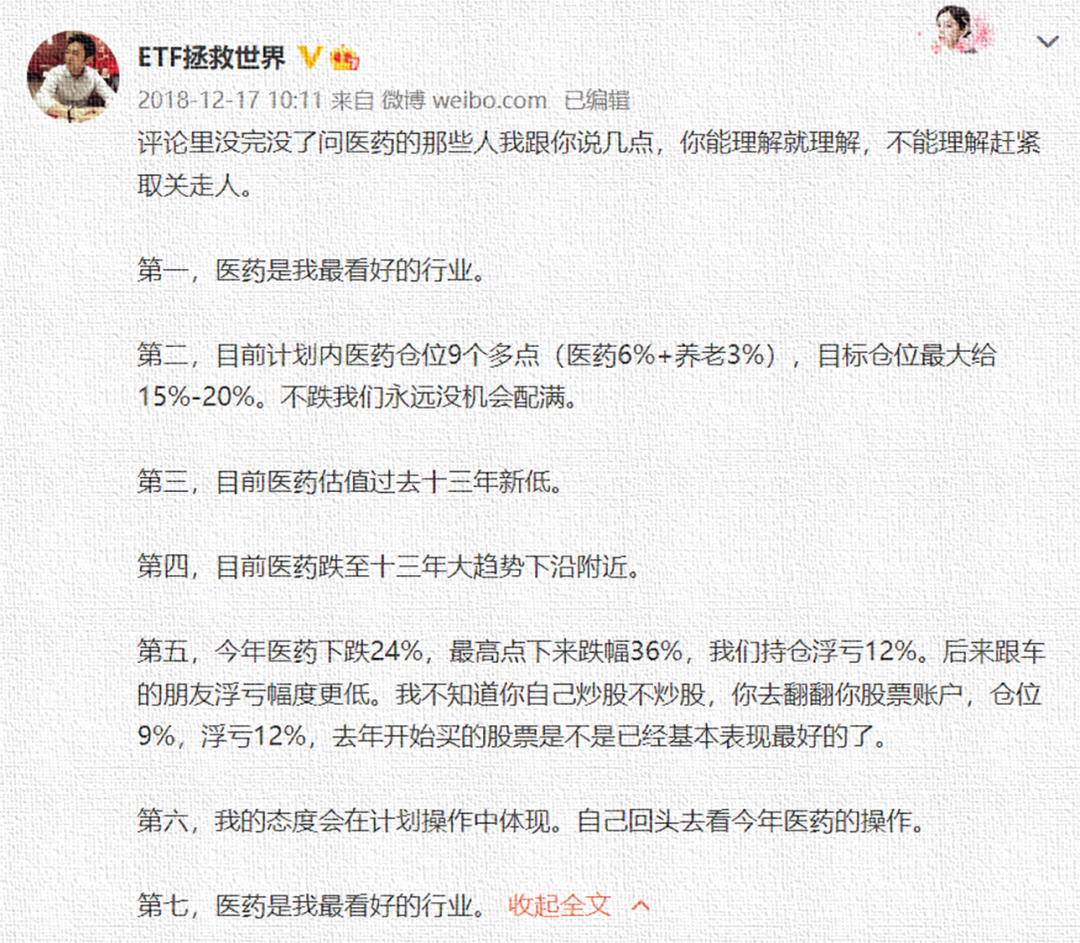 ETF拯救世界
2018-12-17 10:11 来自 微博 weibo.com 已编辑
评论里没完没了问医药的那些人我跟你说几点，你能理解就理解，不能理解赶紧
取关走人。
第一，医药是我最看好的行业。
第二，目前计划内医药仓位9个多点（医药6%+养老3%），目标仓位最大给
15%-20%。不跌我们永远没机会配满。
第三，目前医药估值过去十三年新低。
第四，目前医药跌至十三年大趋势下沿附近。
第五，今年医药下跌24%，最高点下来跌幅36%，我们持仓浮亏12%。后来跟车
的朋友浮亏幅度更低。我不知道你自己炒股不炒股，你去翻翻你股票账户，仓位
9%，浮亏12%，去年开始买的股票是不是已经基本表现最好的了。
第六，我的态度会在计划操作中体现。自己回头去看今年医药的操作。
第七，医药是我最看好的行业。 收起全文